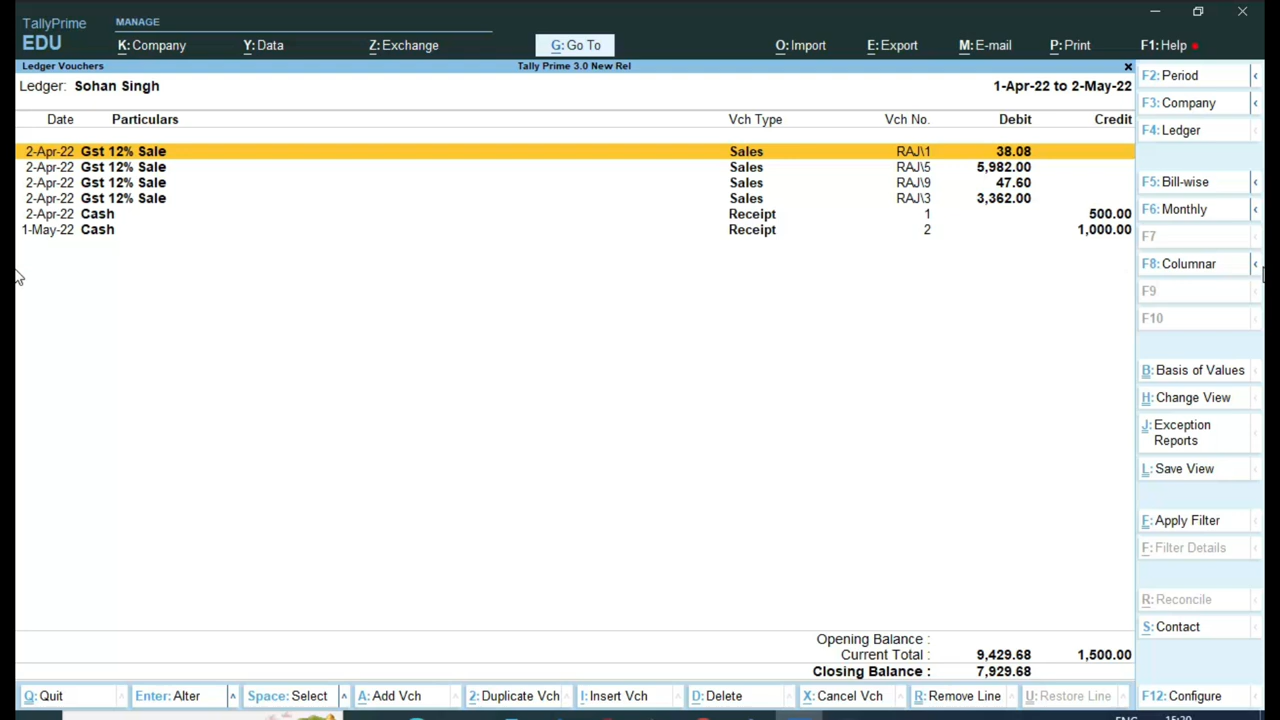 TallyPrime MANAGE
EDU
K: Company Y: Data Z: Exchange G: Go To O: Import E: Export M: E-mail P: Print F1: Help
Ledger Vouchers Tally Prime 3.0 New Rel ×
Ledger: Sohan Singh 1-Apr-22 to 2-May-22
Date Particulars Vch Type Vch No. Debit Credit
2-Apr-22 Gst 12% Sale Sales RAJ\1 38.08
2-Apr-22 Gst 12% Sale Sales RAJ\5 5,982.00
2-Apr-22 Gst 12% Sale Sales RAJ\9 47.60
2-Apr-22 Gst 12% Sale Sales RAJ\3 3,362.00
2-Apr-22 Cash Receipt 1 500.00
1-May-22 Cash Receipt 2 1,000.00
Opening Balance :
Current Total : 9,429.68 1,500.00
Closing Balance : 7,929.68
F2: Period
F3: Company
F4: Ledger
F5: Bill-wise
F6: Monthly
F7
F8: Columnar
F9
F10
B: Basis of Values
H: Change View
J: Exception
Reports
L: Save View
F: Apply Filter
F: Filter Details
R: Reconcile
S: Contact
Q: Quit Enter: Alter Space: Select A: Add Vch 2: Duplicate Vch I: Insert Vch D: Delete X: Cancel Vch R: Remove Line U: Restore Line F12: Configure